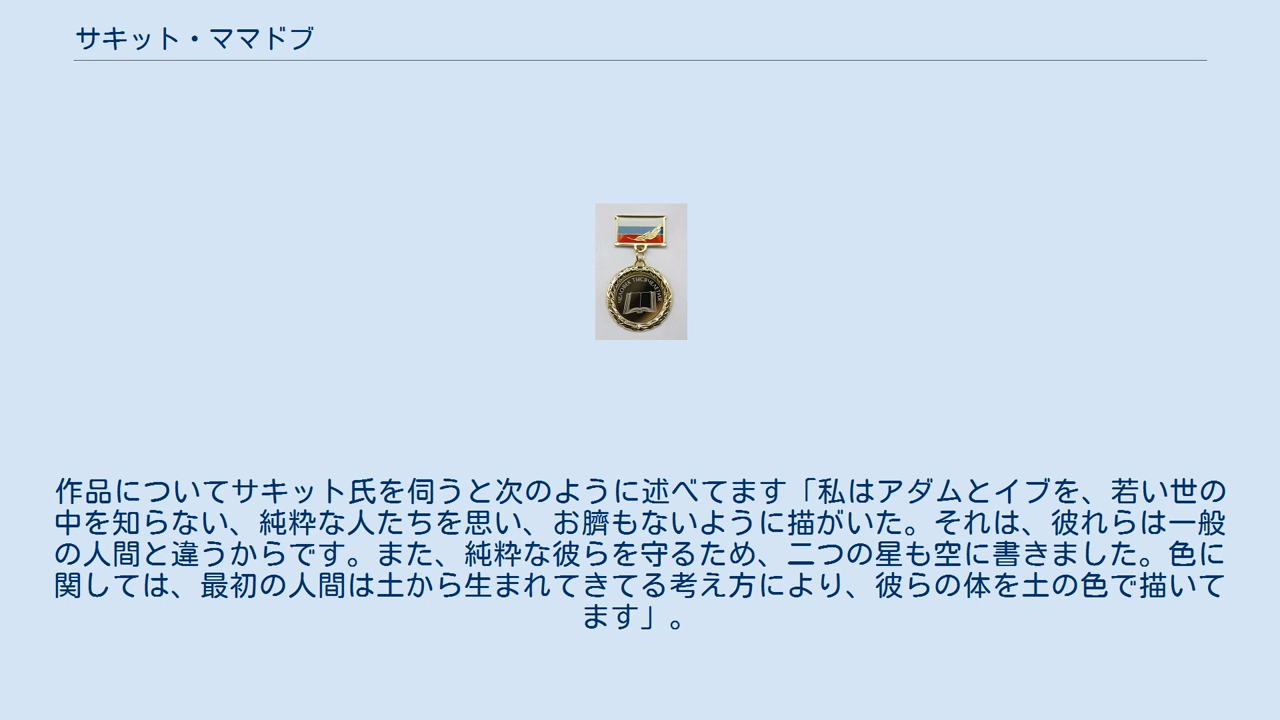 サキット・ママドブ
作品についてサキット氏を伺うと次のように述べてます「私はアダムとイブを、若い世の
中を知らない、純粋な人たちを思い、お臍もないように描がいた。それは、彼れらは一般
の人間と違うからです。また、純粋な彼らを守るため、二つの星も空に書きました。色に
関しては、最初の人間は土から生まれてきてる考え方により、彼らの体を土の色で描いて
ます」。